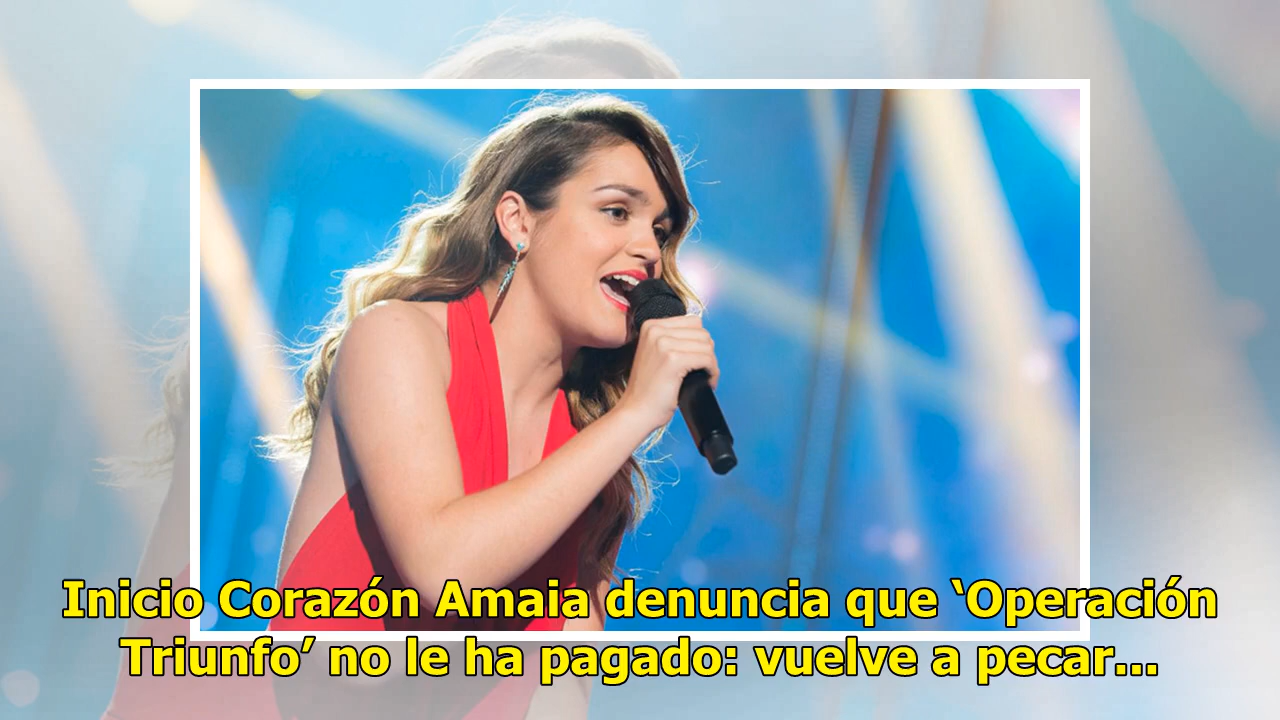 Inicio Corazón Amaia denuncia que ‘Operación
Triunfo’ no le ha pagado: vuelve a pecar...